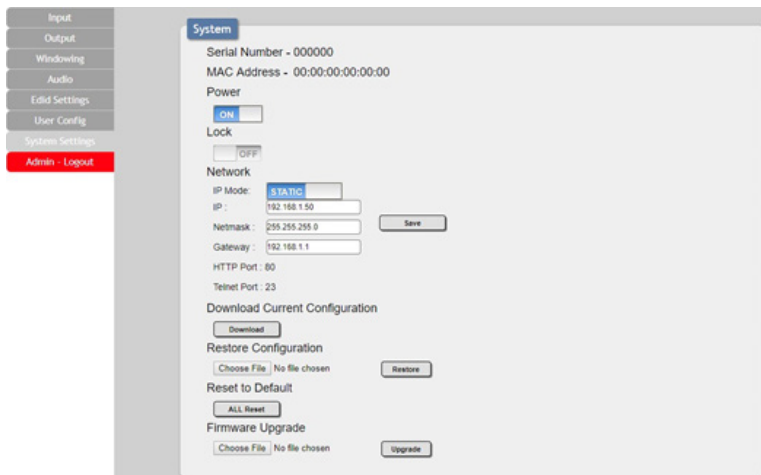 Input
Output
Windowing
Audio
Edid Settings
User Config
System Settings
Admin - Logout
System
Serial Number - 000000
MAC Address - 00:00:00:00:00:00
Power
ON
Lock
OFF
Network
IP Mode: STATIC
IP : 192.168.1.50
Netmask : 255.255.255.0 Save
Gateway : 192.168.1.1
HTTP Port : 80
Telnet Port : 23
Download Current Configuration
Download
Restore Configuration
Choose File No file chosen Restore
Reset to Default
ALL Reset
Firmware Upgrade
Choose File No file chosen Upgrade